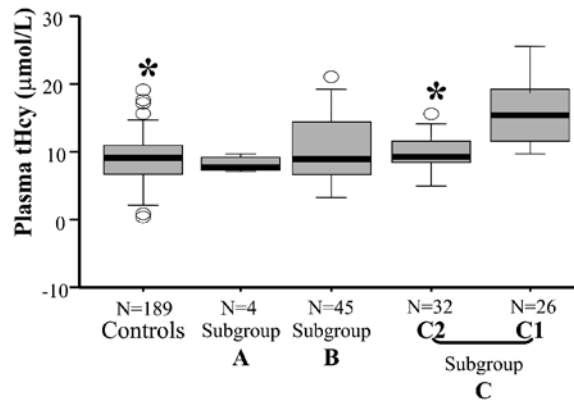 Plasma tHcy (μmol/L)
30
20
10
0
-10
* *
N=189 N=4 N=45 N=32 N=26
Controls Subgroup Subgroup C2 C1
A B
Subgroup
C